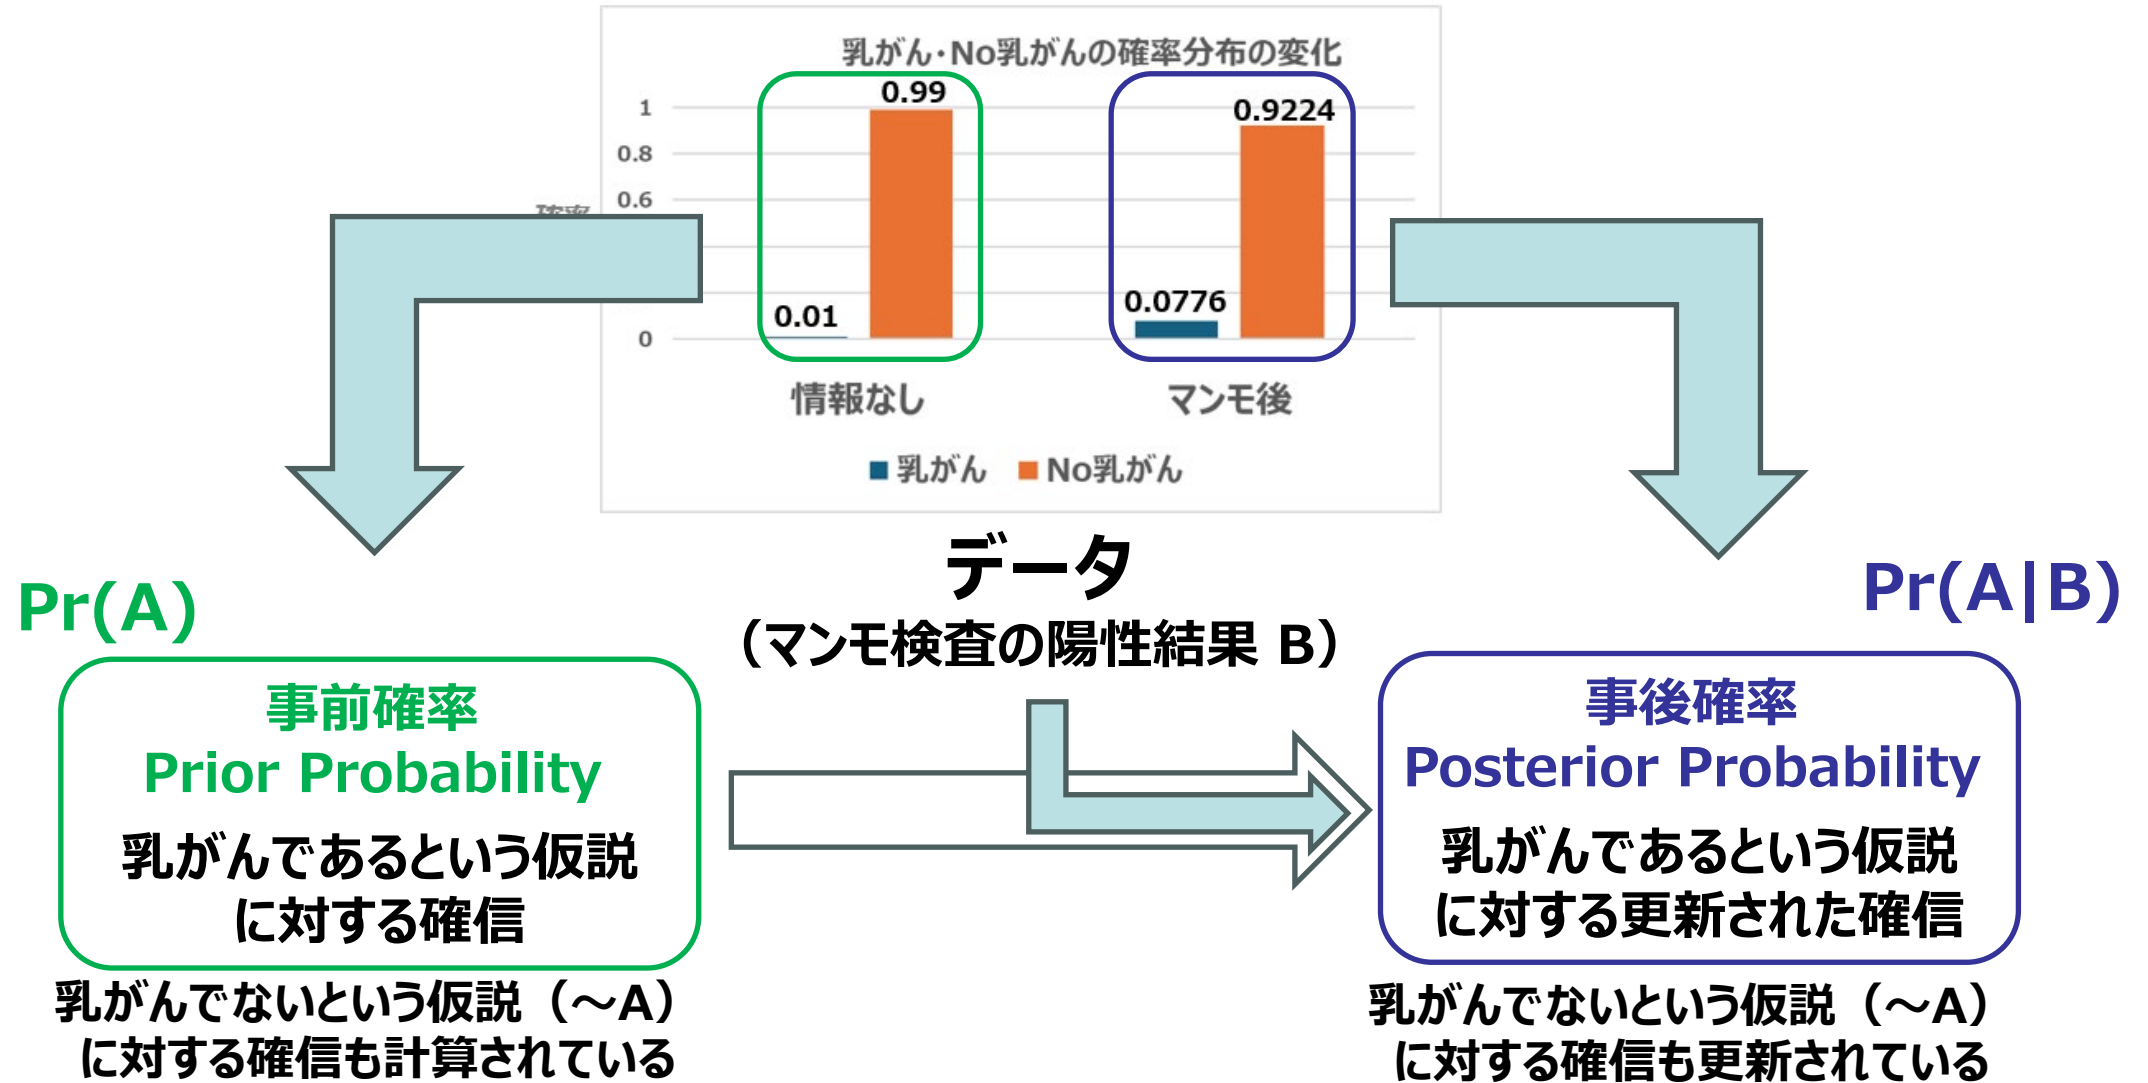 乳がん・No乳がんの確率分布の変化
0.99
0.9224
1
0.8
0.6
0.01
0.0776
0
情報なし
マンモ後
乳がん
No乳がん
データ
（マンモ検査の陽性結果 B）
Pr(A)
Pr(A|B)
事前確率
Prior Probability
乳がんであるという仮説
に対する確信
乳がんでないという仮説（～A）
に対する確信も計算されている
事後確率
Posterior Probability
乳がんであるという仮説
に対する更新された確信
乳がんでないという仮説（～A）
に対する確信も更新されている